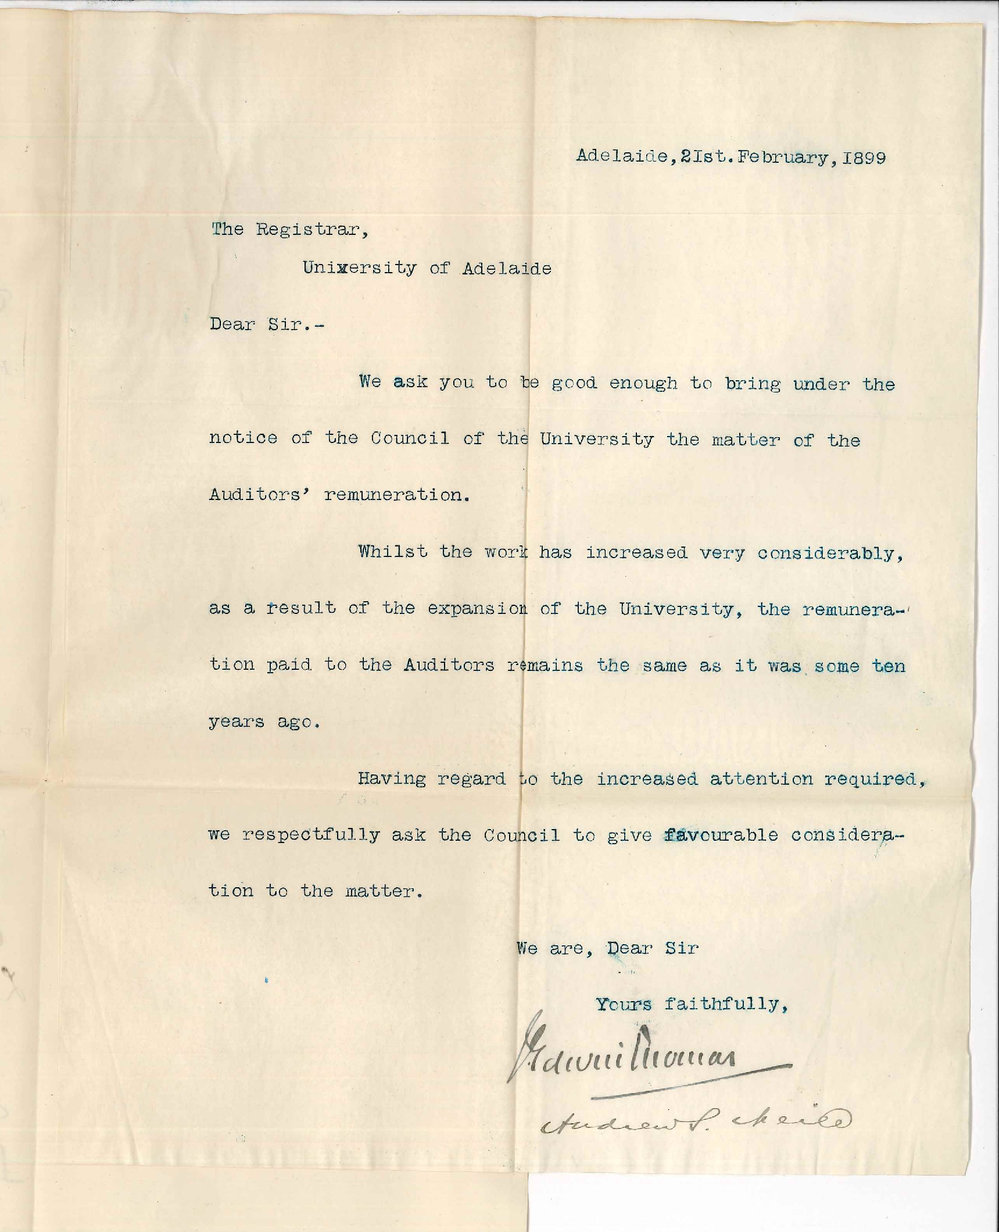 Adelaide,2Ist.February,I899
The Registrar,
University of Adelaide
Dear Sir.-
We ask you to be good enough to bring under the
notice of the Council of the University the matter of the
Auditors' remuneration.
Whilst the work has increased very considerably,
as a result of the expansion of the University, the remunera-
tion paid to the Auditors remains the same as it was some ten
years ago.
Having regard to the increased attention required,
we respectfully ask the Council to give favourable considera-
tion to the matter.
We are, Dear Sir
Yours faithfully,
J Edwin Thomas
Andrew S. Neill